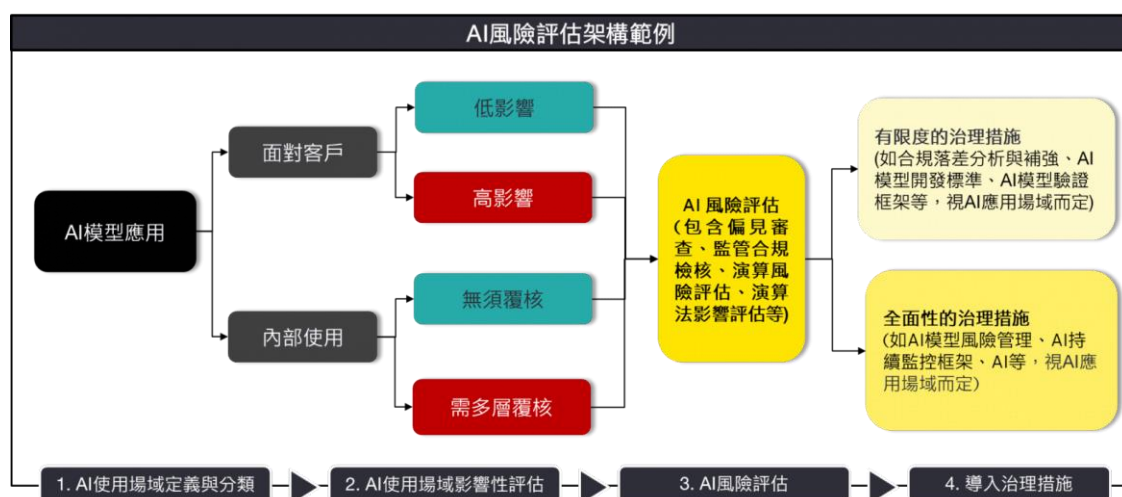 AI風險評估架構範例
AI模型應用
面對客戶
內部使用
低影響
高影響
無須覆核
需多層覆核
AI 風險評估
(包含偏見審
查、監管合規
檢核、演算風
險評估、演算
法影響評估等)
有限度的治理措施
(如合規落差分析與補強、AI
模型開發標準、AI模型驗證
框架等，視AI應用場域而定)
全面性的治理措施
(如AI模型風險管理、AI持
續監控框架、AI等，視AI應
用場域而定)
1. AI使用場域定義與分類
2. AI使用場域影響性評估
3. AI風險評估
4. 導入治理措施